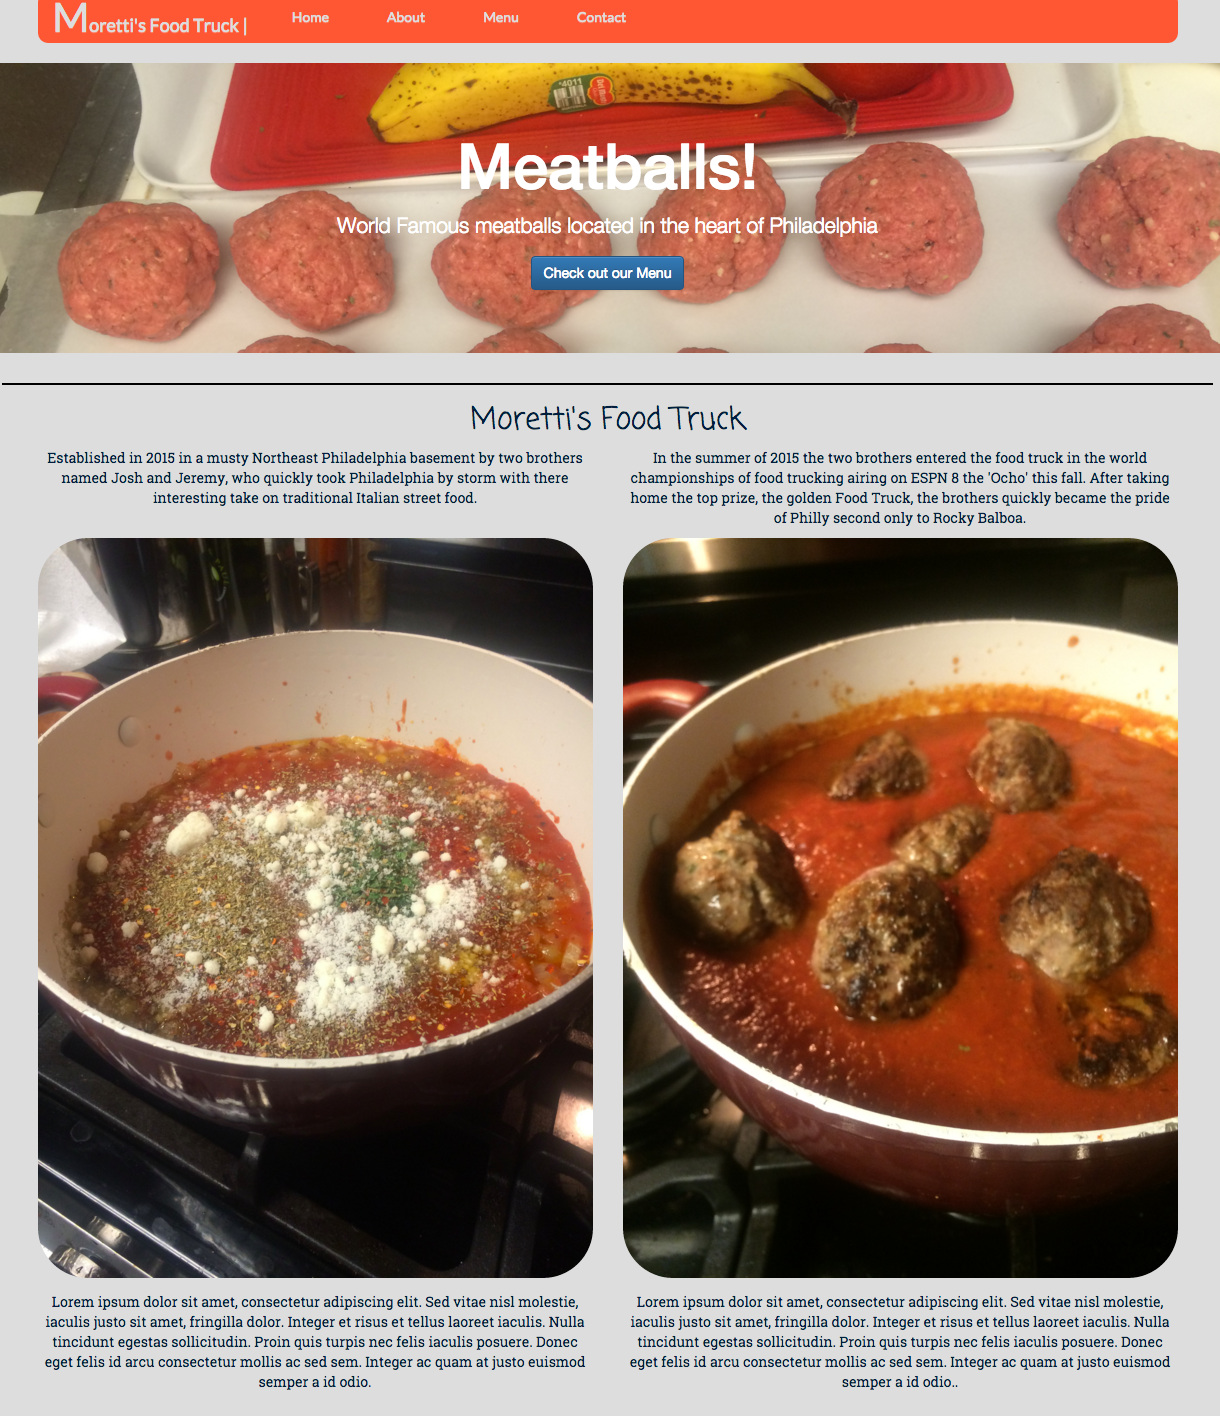 Moretti's Food Truck |
Home
About
Menu
Contact
4011
Meatballs!
World Famous meatballs located in the heart of Philadelphia
Check out our Menu
Moretti's Food Truck
Established in 2015 in a musty Northeast Philadelphia basement by two brothers
named Josh and Jeremy, who quickly took Philadelphia by storm with there
interesting take on traditional Italian street food.
In the summer of 2015 the two brothers entered the food truck in the world
championships of food trucking airing on ESPN 8 the 'Ocho' this fall. After taking
home the top prize, the golden Food Truck, the brothers quickly became the pride
of Philly second only to Rocky Balboa.
Lorem ipsum dolor sit amet, consectetur adipiscing elit. Sed vitae nisl molestie,
iaculis justo sit amet, fringilla dolor. Integer et risus et tellus laoreet iaculis. Nulla
tincidunt egestas sollicitudin. Proin quis turpis nec felis iaculis posuere. Donec
eget felis id arcu consectetur mollis ac sed sem. Integer ac quam at justo euismod
semper a id odio.
Lorem ipsum dolor sit amet, consectetur adipiscing elit. Sed vitae nisl molestie,
iaculis justo sit amet, fringilla dolor. Integer et risus et tellus laoreet iaculis. Nulla
tincidunt egestas sollicitudin. Proin quis turpis nec felis iaculis posuere. Donec
eget felis id arcu consectetur mollis ac sed sem. Integer ac quam at justo euismod
semper a id odio..